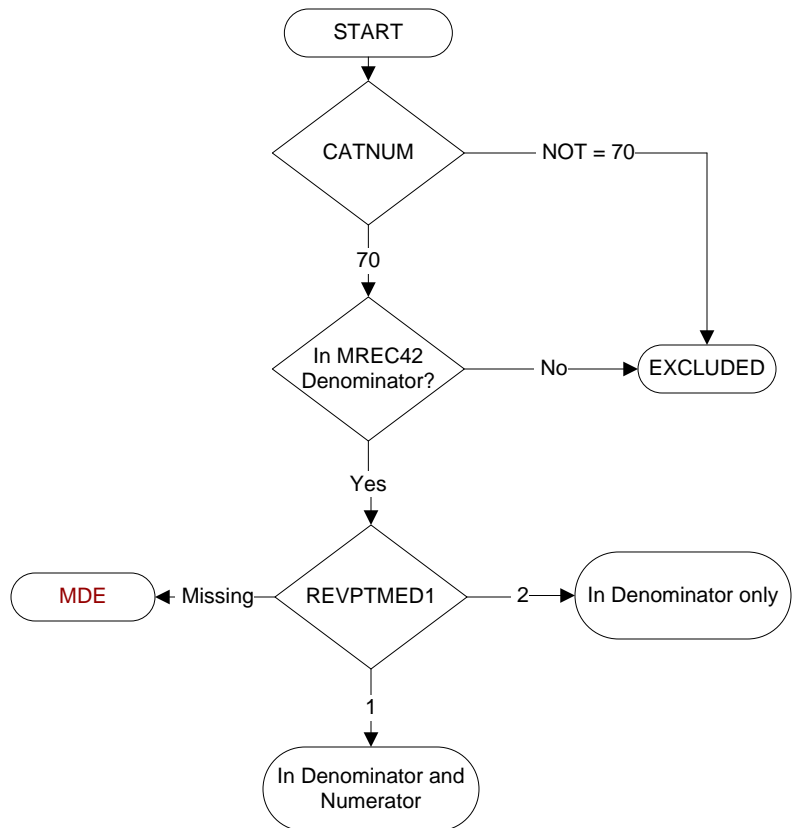 START
CATNUM
NOT = 70
70
In MREC42
Denominator?
No
EXCLUDED
Yes
MDE
Missing
REVPTMED1
2
In Denominator only
1
In Denominator and
Numerator